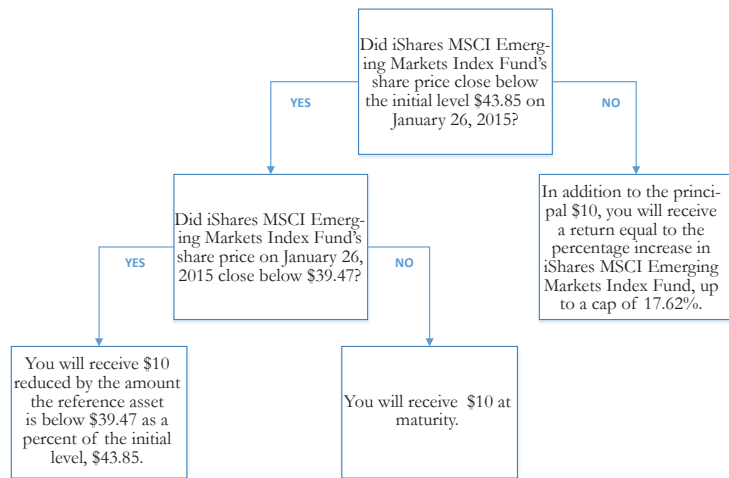 Did iShares MSCI Emerg-
ing Markets Index Fund's
share price close below
the initial level $43.85 on
January 26, 2015?
YES
NO
Did iShares MSCI Emerg-
ing Markets Index Fund's
share price on January 26,
2015 close below $39.47?
In addition to the princi-
pal $10, you will receive
a return equal to the
percentage increase in
iShares MSCI Emerging
Markets Index Fund, up
to a cap of 17.62%.
YES
NO
You will receive $10
reduced by the amount
the reference asset
is below $39.47 as a
percent of the initial
level, $43.85.
You will receive $10 at
maturity.